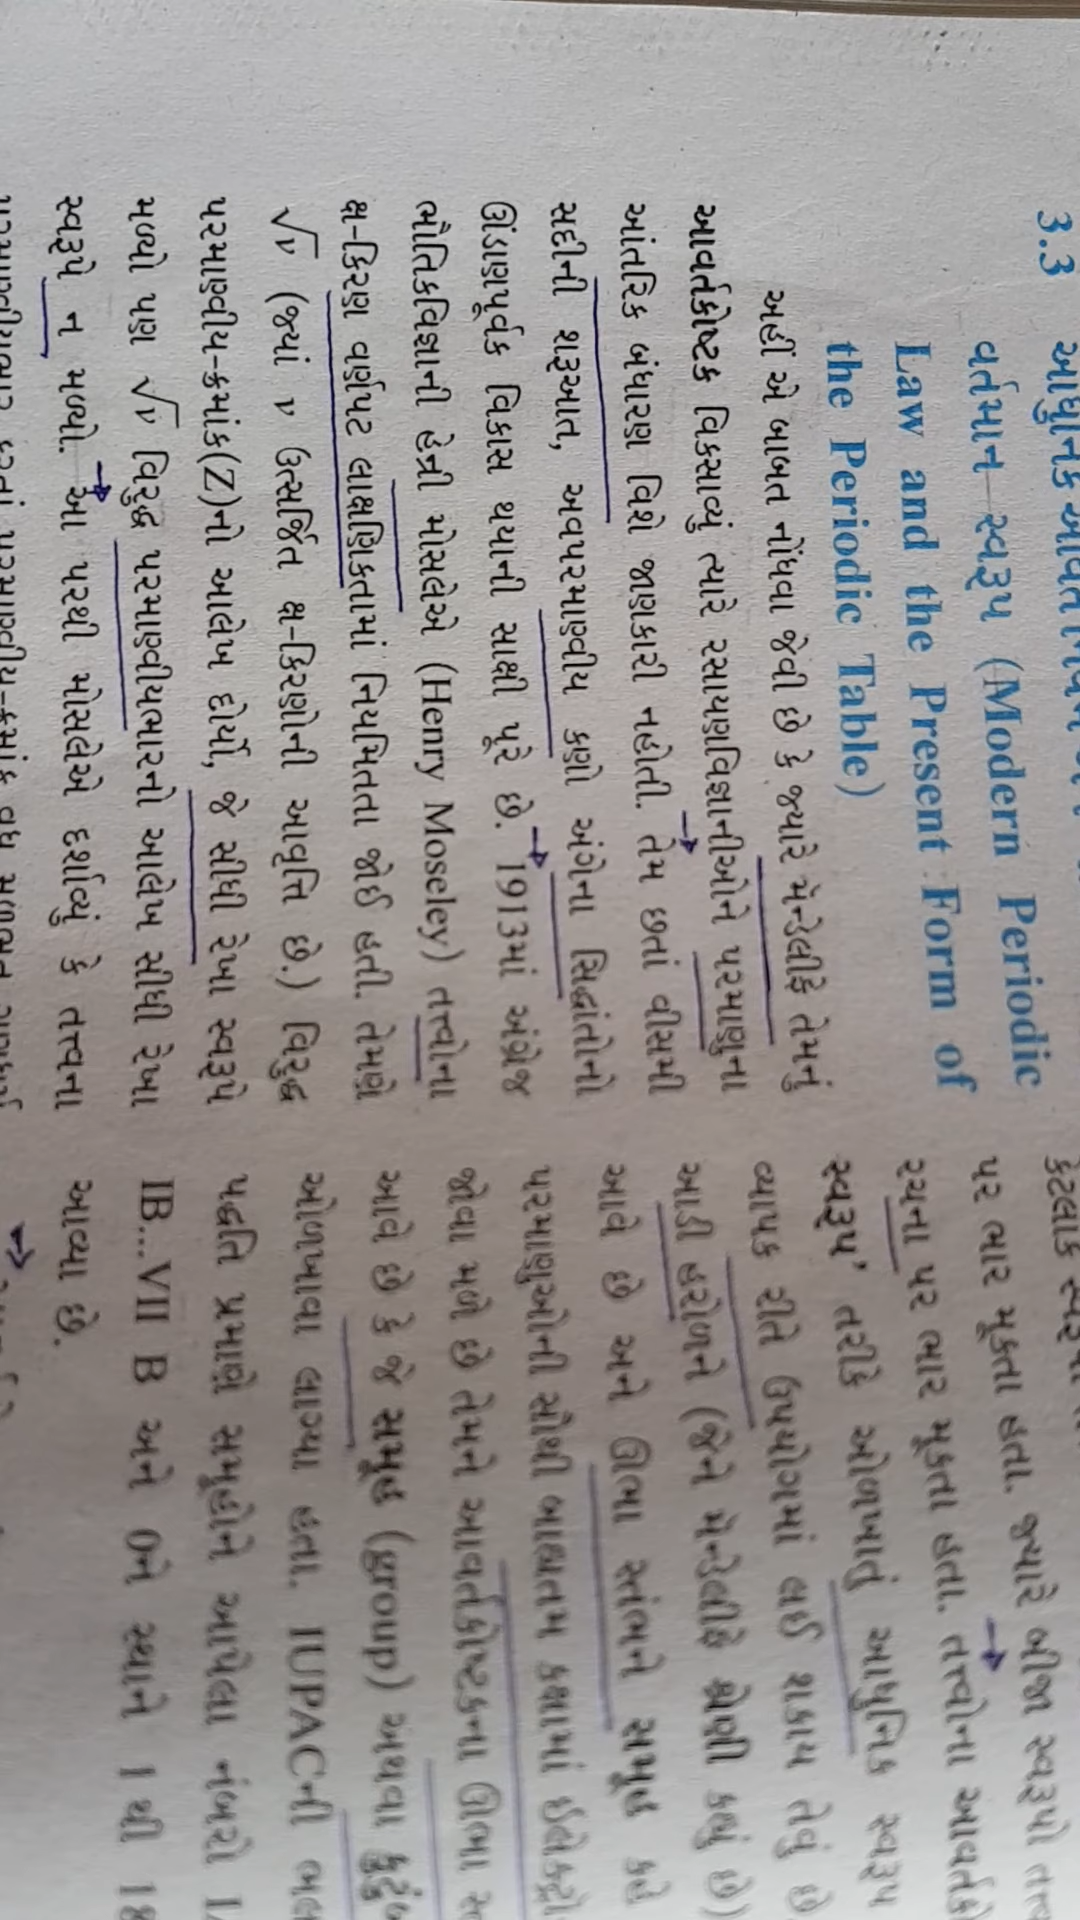 3.3 આધુનિક આવર્ત
વર્તમાન સ્વરૂપ (Modern Periodic
Law and the Present Form of
the Periodic Table)
અહીં એ બાબત નોંધવા જેવી છે કે જ્યારે મેન્ડેલીફે તેમનું
આવર્તકોષ્ટક વિકસાવ્યું ત્યારે રસાયણવિજ્ઞાનીઓને પરમાણુના
આંતરિક બંધારણ વિશે જાણકારી નહોતી. તેમ છતાં વીસમી
સદીની શરૂઆત, અવપરમાણ્વીય કણો અંગેના સિદ્ધાંતોનો
ઊંડાણપૂર્વક વિકાસ થયાની સાક્ષી પૂરે છે. 1913માં અંગ્રેજ
ભૌતિકવિજ્ઞાની હેન્રી મોસલેએ (Henry Moseley) તત્ત્વોના
ક્ષ-કિરણ વર્ણપટ લાક્ષણિકતામાં નિયમિતતા જોઈ હતી. તેમણે
√ν (જ્યાં ν ઉત્સર્જિત ક્ષ-કિરણોની આવૃત્તિ છે.) વિરુદ્ધ
પરમાણ્વીય-ક્રમાંક(Z)નો આલેખ દોર્યો, જે સીધી રેખા સ્વરૂપે
મળ્યો પણ √ν વિરુદ્ધ પરમાણ્વીયભારનો આલેખ સીધી રેખા
સ્વરૂપે ન મળ્યો. આ પરથી મોસલેએ દર્શાવ્યું કે તત્ત્વના
કેટલાક
પર ભાર મૂકતા હતા. જ્યારે બીજા સ્વરૂપો
રચના પર ભાર મૂકતા હતા. તત્ત્વોના
સ્વરૂપ' તરીકે ઓળખાતું આધુનિક સ્વરૂપ
વ્યાપક રીતે ઉપયોગમાં લઈ શકાય તેવું છે
આડી હરોળને (જેને મેન્ડેલીફે શ્રેણી કહ્યું છે)
આવે છે અને ઊભા સ્તંભને સમૂહ કહે
પરમાણુઓની સૌથી બાહ્યતમ કક્ષામાં
જોવા મળે છે તેમને આવર્તકોષ્ટકના ઊભા
આવે છે કે જે સમૂહ (group) અથવા
ઓળખાવા લાગ્યા હતા. IUPACની
પદ્ધતિ પ્રમાણે સમૂહોને આપેલા નંબરો
IB...VII B અને 0ને સ્થાને 1 થી 18
આવ્યા છે.